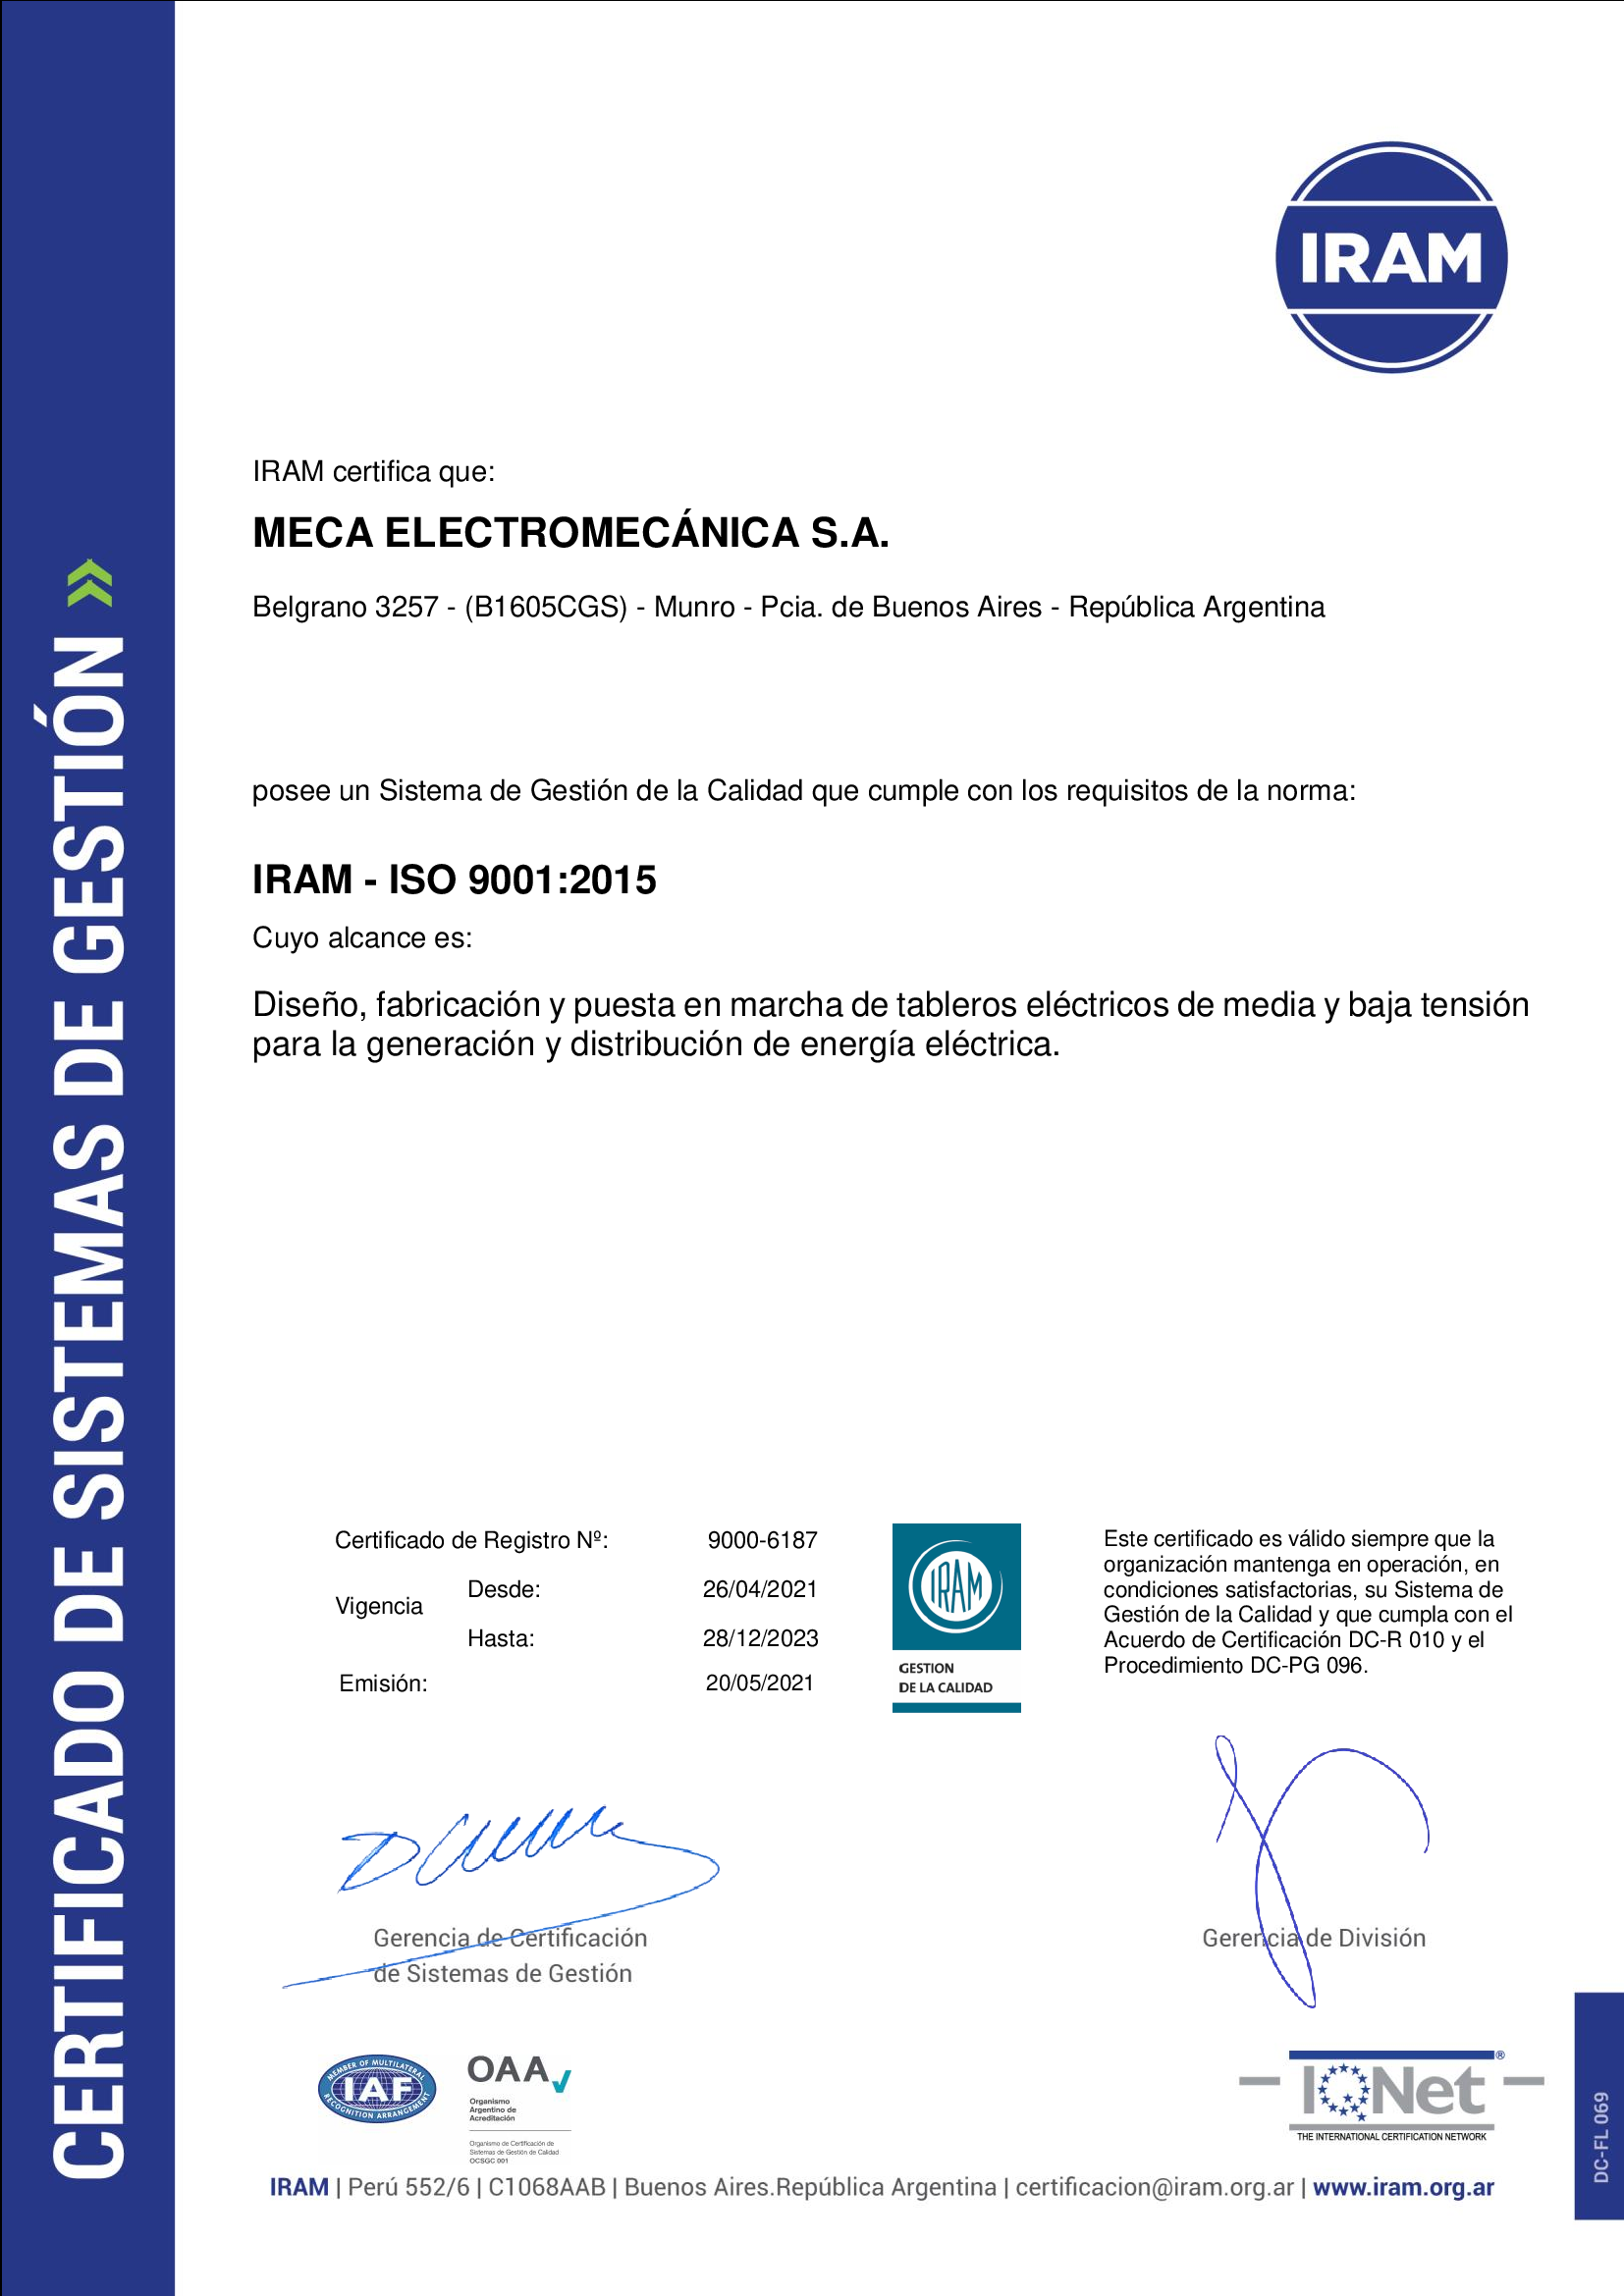 CERTIFICADO DE SISTEMAS DE GESTIÓN
IRAM
IRAM certifica que:
MECA ELECTROMECÁNICA S.A.
Belgrano 3257 - (B1605CGS) - Munro - Pcia. de Buenos Aires - República Argentina
posee un Sistema de Gestión de la Calidad que cumple con los requisitos de la norma:
IRAM - ISO 9001:2015
Cuyo alcance es:
Diseño, fabricación y puesta en marcha de tableros eléctricos de media y baja tensión
para la generación y distribución de energía eléctrica.
Certificado de Registro Nº: 9000-6187
Vigencia
Desde: 26/04/2021
Hasta: 28/12/2023
Emisión: 20/05/2021
IRAM
GESTION
DE LA CALIDAD
Este certificado es válido siempre que la
organización mantenga en operación, en
condiciones satisfactorias, su Sistema de
Gestión de la Calidad y que cumpla con el
Acuerdo de Certificación DC-R 010 y el
Procedimiento DC-PG 096.
Gerencia de Certificación
de Sistemas de Gestión
Gerencia de División
MEMBER OF MULTILATERAL
IAF
RECOGNITION ARRANGEMENT
OAA
Organismo
Argentino de
Acreditación
Organismo de Certificación de
Sistemas de Gestión de Calidad
OCSGC 001
IQNet ®
THE INTERNATIONAL CERTIFICATION NETWORK
DC-FL 069
IRAM | Perú 552/6 | C1068AAB | Buenos Aires.República Argentina | certificacion@iram.org.ar | www.iram.org.ar